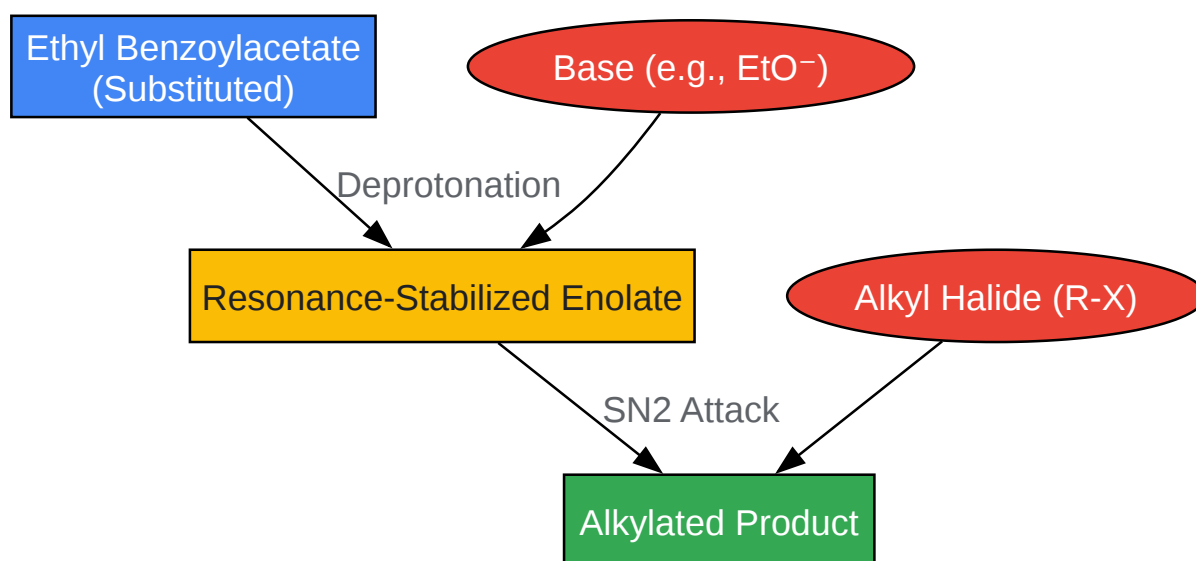 Ethyl Benzoylacetate
(Substituted)
Base (e.g., EtO⁻)
Deprotonation
Resonance-Stabilized Enolate
Alkyl Halide (R-X)
SN2 Attack
Alkylated Product